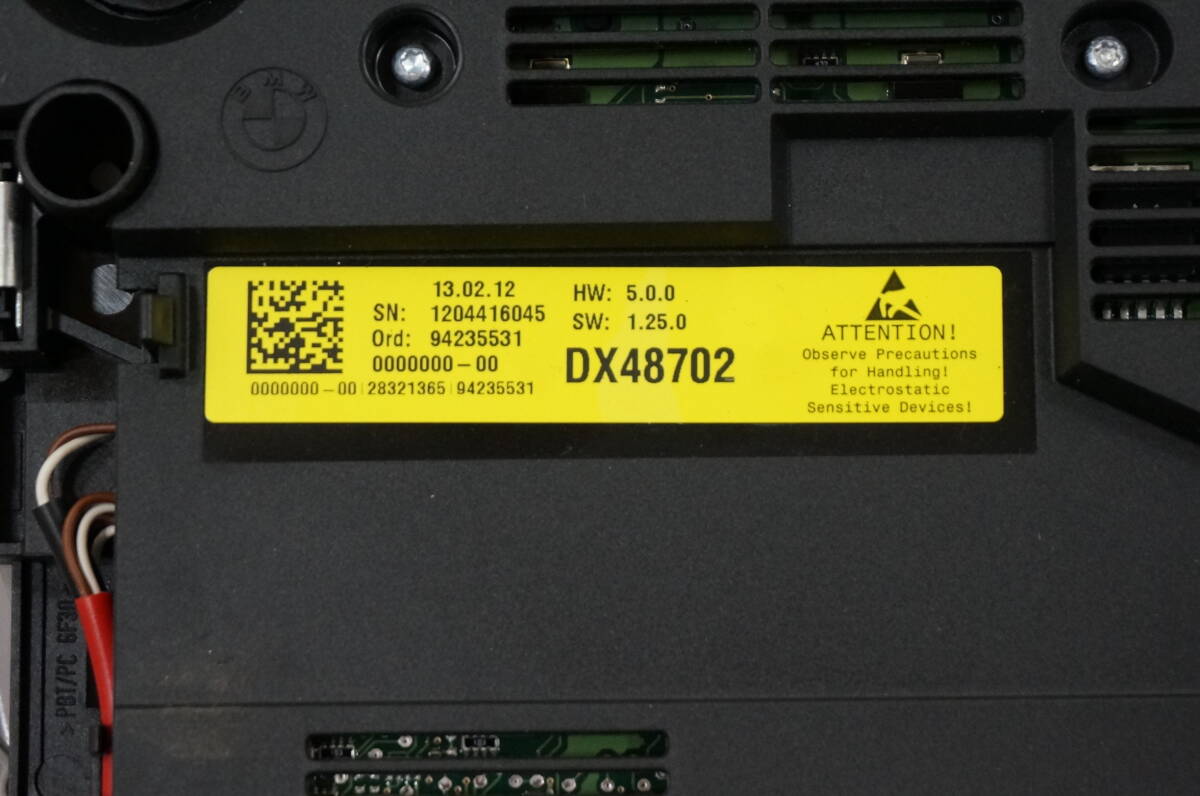 BMW
13.02.12
SN: 1204416045
Ord: 94235531
0000000-00
0000000-00|28321365|94235531
HW: 5.0.0
SW: 1.25.0
DX48702
ATTENTION!
Observe Precautions
for Handling!
Electrostatic
Sensitive Devices!
>PBT/PC GF30>